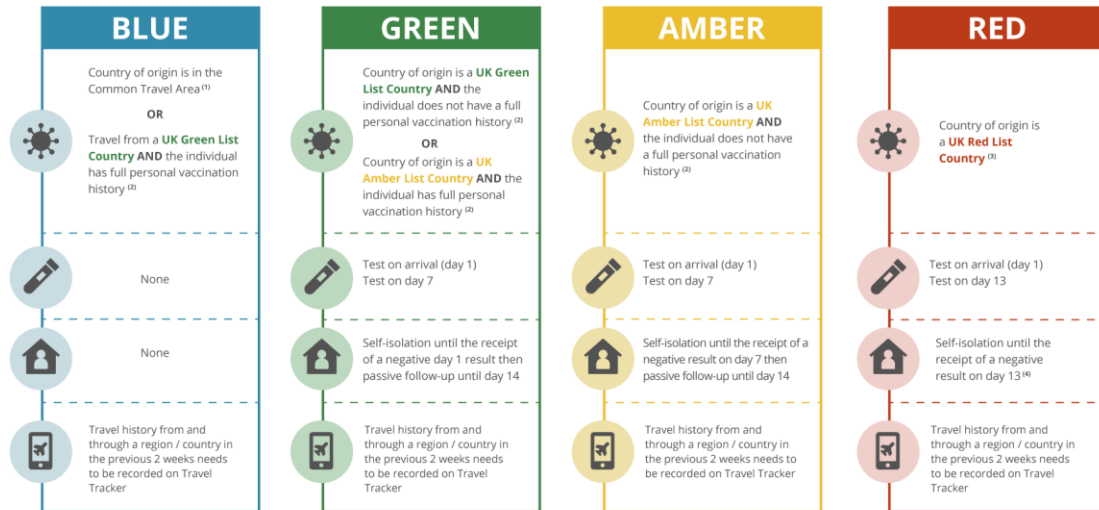 BLUE
Country of origin is in the
Common Travel Area (1)
OR
Travel from a UK Green List
Country AND the individual
has full personal vaccination
history (2)
None
None
Travel history from and
through a region / country in
the previous 2 weeks needs
to be recorded on Travel
Tracker
GREEN
Country of origin is a UK Green
List Country AND the
individual does not have a full
personal vaccination history (2)
OR
Country of origin is a UK
Amber List Country AND the
individual has full personal
vaccination history (2)
Test on arrival (day 1)
Test on day 7
Self-isolation until the receipt
of a negative day 1 result then
passive follow-up until day 14
Travel history from and
through a region / country in
the previous 2 weeks needs
to be recorded on Travel
Tracker
AMBER
Country of origin is a UK
Amber List Country AND
the individual does not have
a full personal vaccination
history (2)
Test on arrival (day 1)
Test on day 7
Self-isolation until the receipt of a
negative result on day 7 then
passive follow-up until day 14
Travel history from and
through a region / country in
the previous 2 weeks needs
to be recorded on Travel Tracker
RED
Country of origin is
a UK Red List
Country (3)
Test on arrival (day 1)
Test on day 13
Self-isolation until the
receipt of a negative
result on day 13 (4)
Travel history from and
through a region / country in
the previous 2 weeks needs
to be recorded on Travel
Tracker